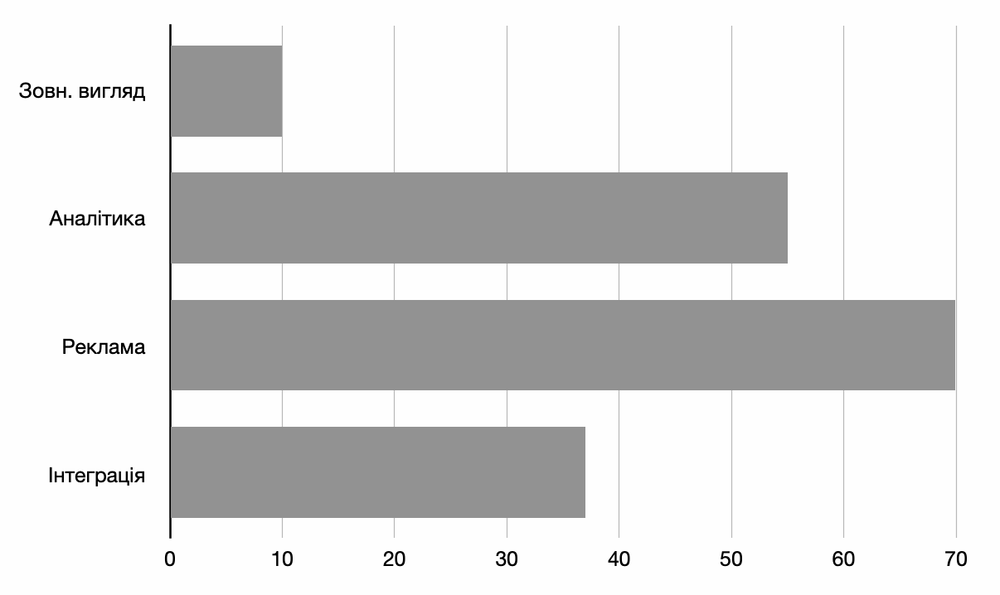 Зовн. вигляд
Аналітика
Реклама
Інтеграція
0 10 20 30 40 50 60 70